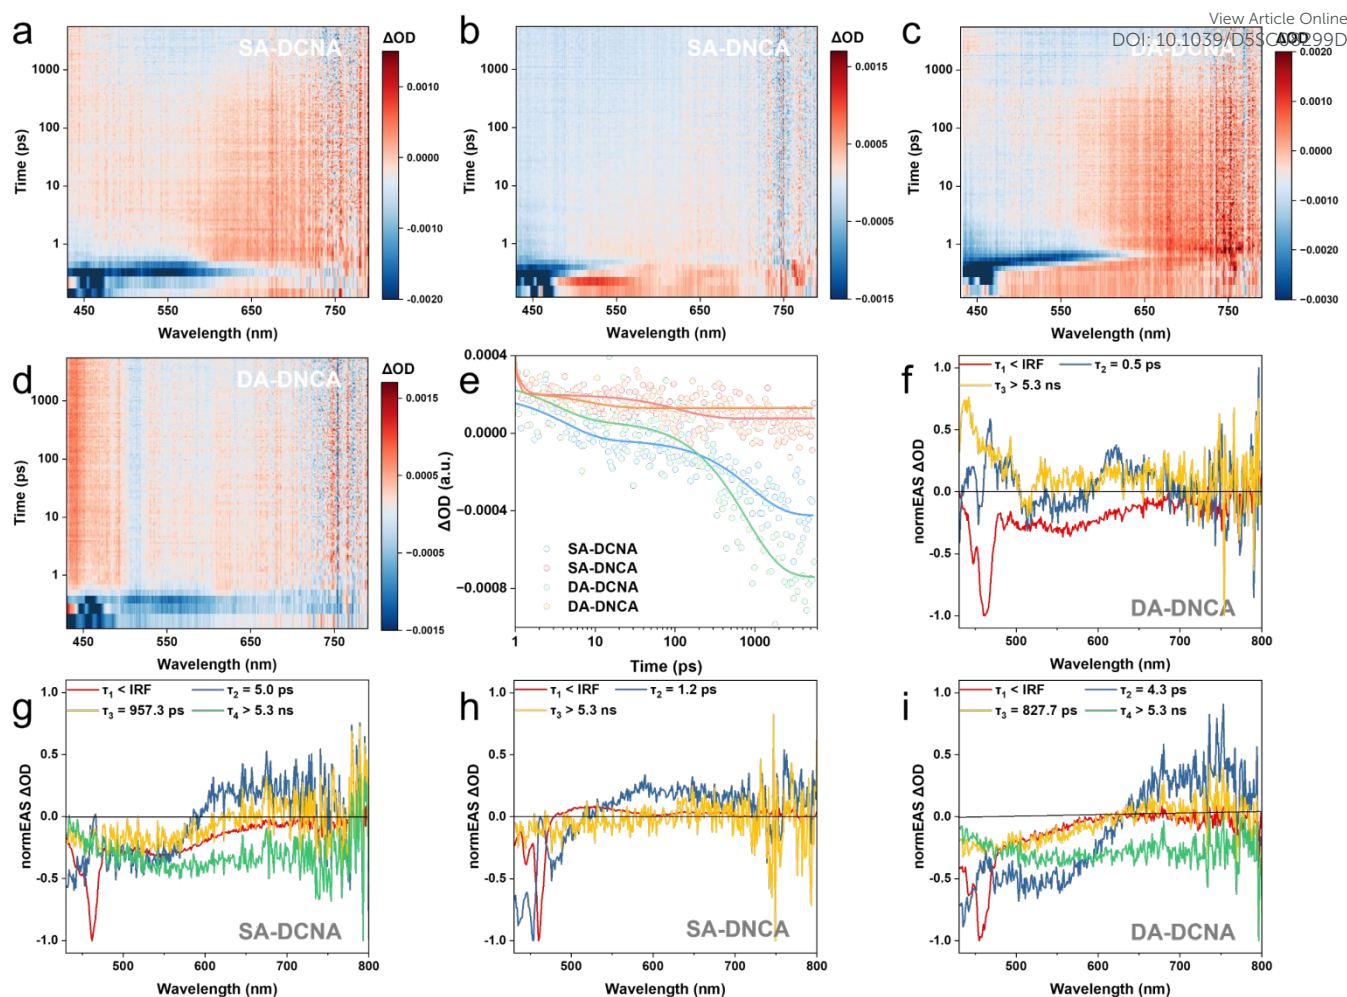 View Article Online
DOI: 10.1039/D5SC08299D
a
SA-DCNA
ΔOD
0.0010
0.0000
−0.0010
−0.0020
1000
100
10
1
Time (ps)
450 550 650 750
Wavelength (nm)
b
SA-DNCA
ΔOD
0.0015
0.0005
−0.0005
−0.0015
1000
100
10
1
Time (ps)
450 550 650 750
Wavelength (nm)
c
DA-DCNA
ΔOD
0.0020
0.0010
0.0000
−0.0010
−0.0020
−0.0030
1000
100
10
1
Time (ps)
450 550 650 750
Wavelength (nm)
d
DA-DNCA
ΔOD
0.0015
0.0005
−0.0005
−0.0015
1000
100
10
1
Time (ps)
450 550 650 750
Wavelength (nm)
e
0.0004
0.0000
−0.0004
−0.0008
ΔOD (a.u.)
SA-DCNA
SA-DNCA
DA-DCNA
DA-DNCA
1 10 100 1000
Time (ps)
f
τ1 < IRF τ2 = 0.5 ps
τ3 > 5.3 ns
1.0
0.5
0.0
-0.5
-1.0
normEAS ΔOD
DA-DNCA
500 600 700 800
Wavelength (nm)
g
τ1 < IRF τ2 = 5.0 ps
τ3 = 957.3 ps τ4 > 5.3 ns
1.0
0.5
0.0
-0.5
-1.0
normEAS ΔOD
SA-DCNA
500 600 700 800
Wavelength (nm)
h
τ1 < IRF τ2 = 1.2 ps
τ3 > 5.3 ns
1.0
0.5
0.0
-0.5
-1.0
normEAS ΔOD
SA-DNCA
500 600 700 800
Wavelength (nm)
i
τ1 < IRF τ2 = 4.3 ps
τ3 = 827.7 ps τ4 > 5.3 ns
1.0
0.5
0.0
-0.5
-1.0
normEAS ΔOD
DA-DCNA
500 600 700 800
Wavelength (nm)